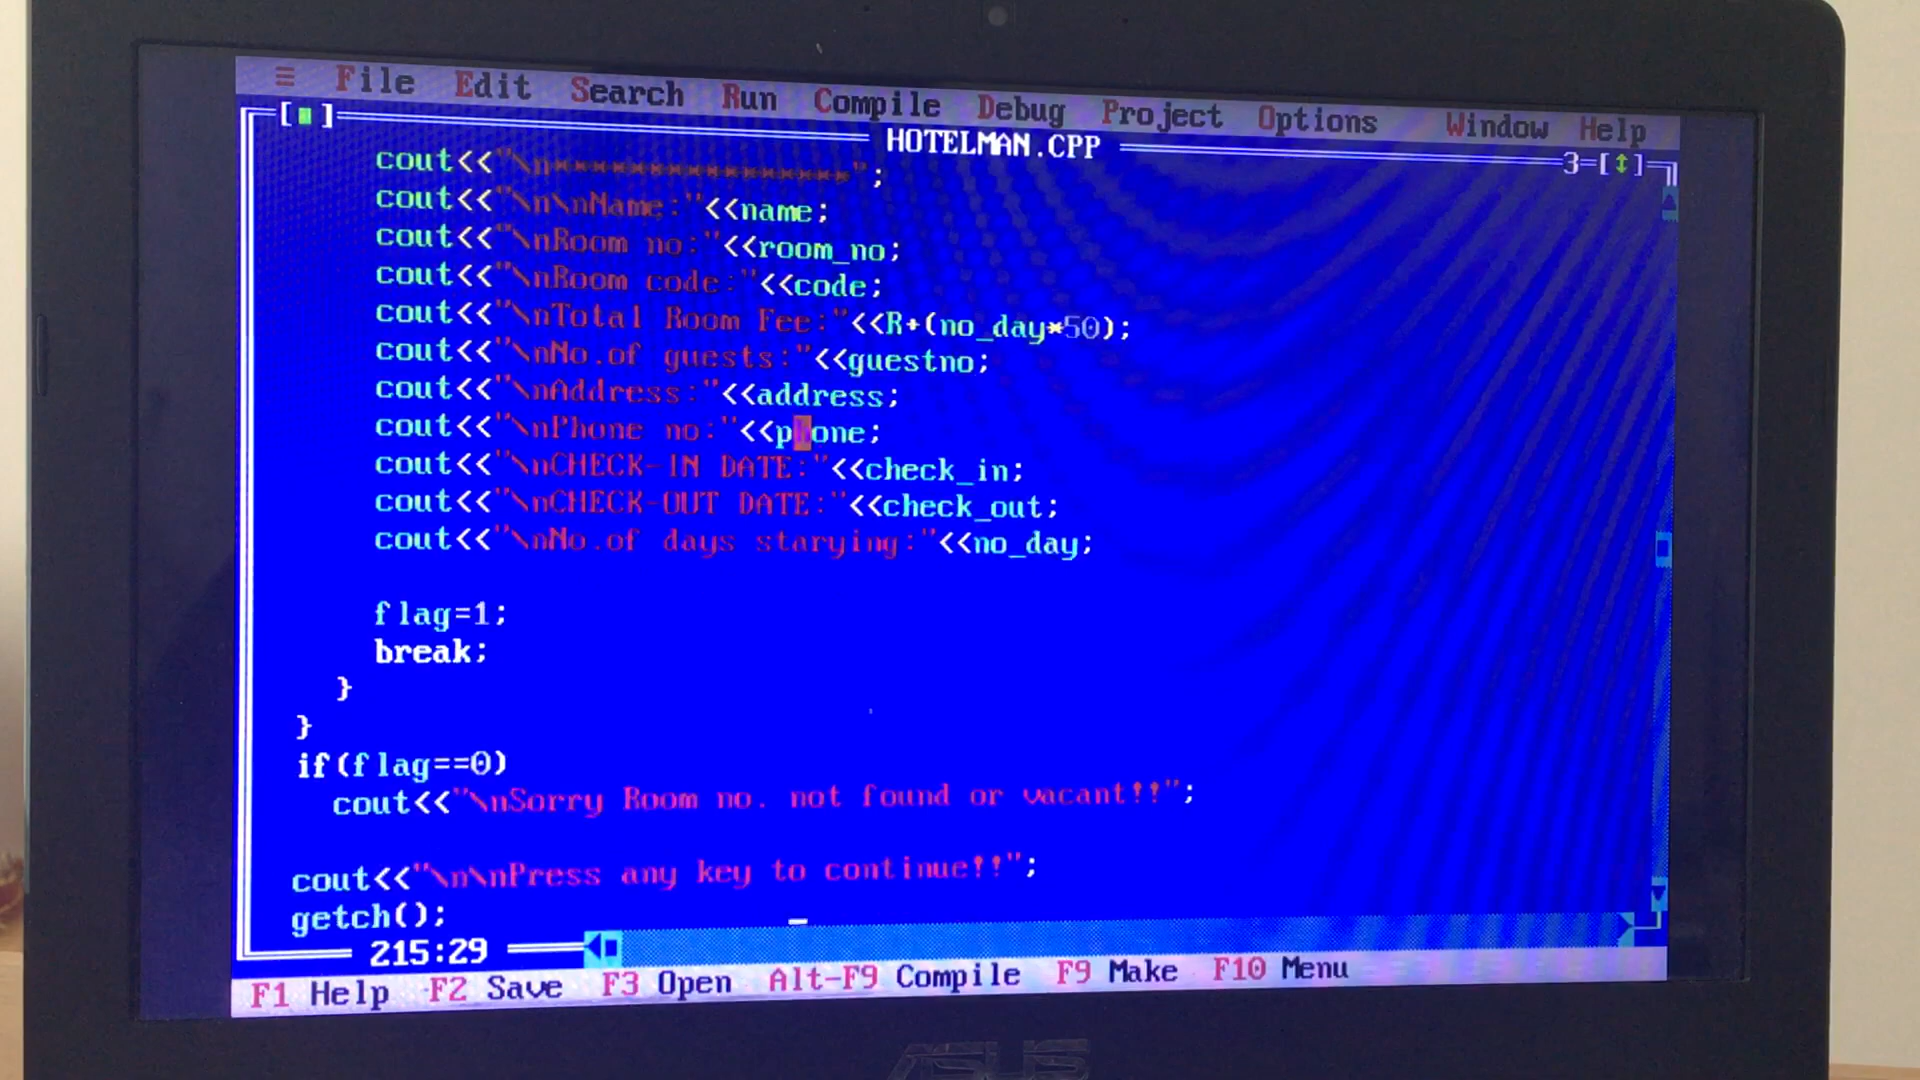 ≡ File Edit Search Run Compile Debug Project Options Window Help
[■] HOTELMAN.CPP 3=[↕]
cout<<"\n*****************";
cout<<"\n\nName:"<<name;
cout<<"\nRoom no:"<<room_no;
cout<<"\nRoom code:"<<code;
cout<<"\nTotal Room Fee:"<<R+(no_day*50);
cout<<"\nNo.of guests:"<<guestno;
cout<<"\nAddress:"<<address;
cout<<"\nPhone no:"<<phone;
cout<<"\nCHECK-IN DATE:"<<check_in;
cout<<"\nCHECK-OUT DATE:"<<check_out;
cout<<"\nNo.of days starying:"<<no_day;
flag=1;
break;
}
}
if(flag==0)
cout<<"\nSorry Room no. not found or vacant!!";
cout<<"\n\nPress any key to continue!!";
getch();
215:29
F1 Help F2 Save F3 Open Alt-F9 Compile F9 Make F10 Menu
ASUS